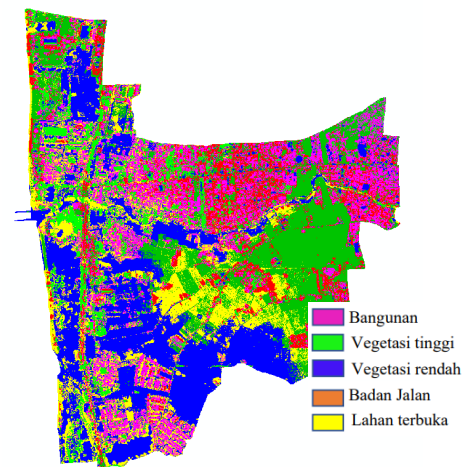 Bangunan
Vegetasi tinggi
Vegetasi rendah
Badan Jalan
Lahan terbuka